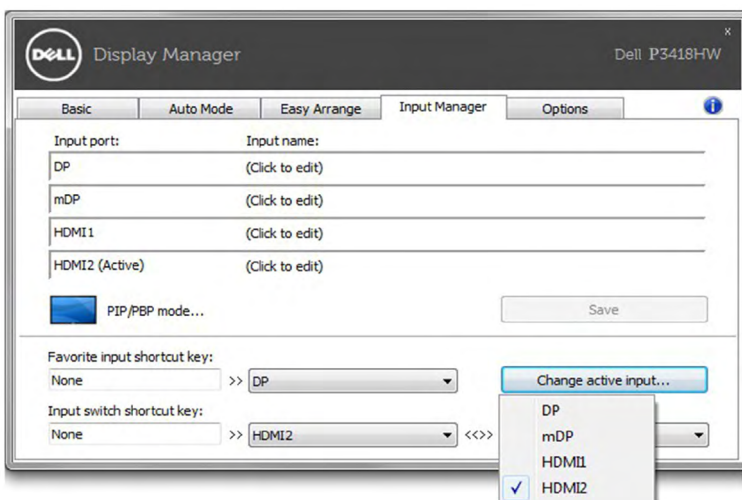 DELL Display Manager Dell P3418HW
x
Basic Auto Mode Easy Arrange Input Manager Options i
Input port: Input name:
DP (Click to edit)
mDP (Click to edit)
HDMI1 (Click to edit)
HDMI2 (Active) (Click to edit)
PIP/PBP mode... Save
Favorite input shortcut key:
None >> DP Change active input...
Input switch shortcut key:
None >> HDMI2 <<>>
DP
mDP
HDMI1
✓ HDMI2